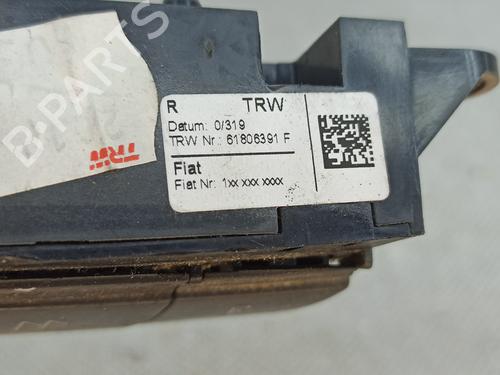 B-PARTS
TRW
R TRW
Datum: 0/319
TRW Nr.: 61806391 F
Fiat
Fiat Nr: 1xx xxx xxxx